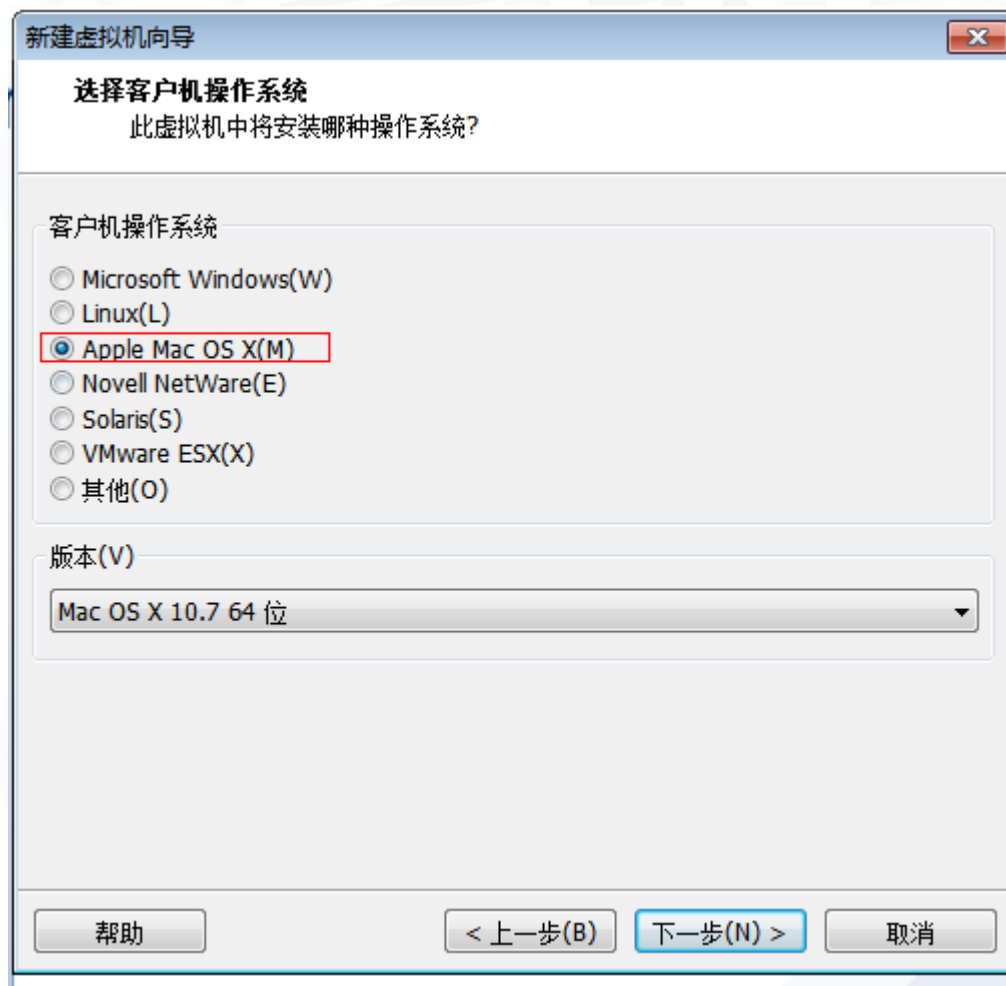 新建虚拟机向导
选择客户机操作系统
此虚拟机中将安装哪种操作系统?
客户机操作系统
Microsoft Windows(W)
Linux(L)
Apple Mac OS X(M)
Novell NetWare(E)
Solaris(S)
VMware ESX(X)
其他(O)
版本(V)
Mac OS X 10.7 64 位
帮助
< 上一步(B)
下一步(N) >
取消